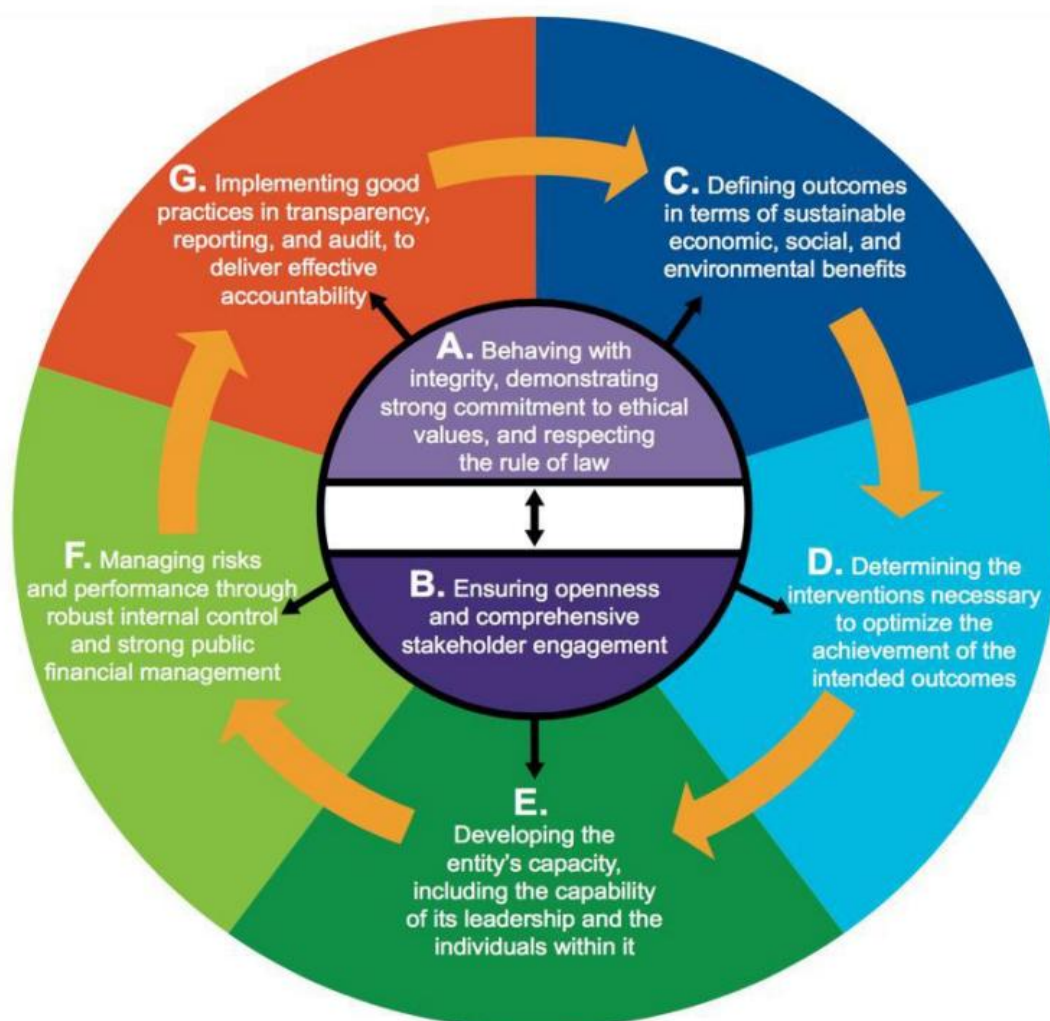 A. Behaving with
integrity, demonstrating
strong commitment to ethical
values, and respecting
the rule of law
B. Ensuring openness
and comprehensive
stakeholder engagement
C. Defining outcomes
in terms of sustainable
economic, social, and
environmental benefits
D. Determining the
interventions necessary
to optimize the
achievement of the
intended outcomes
E.
Developing the
entity's capacity,
including the capability
of its leadership and the
individuals within it
F. Managing risks
and performance through
robust internal control
and strong public
financial management
G. Implementing good
practices in transparency,
reporting, and audit, to
deliver effective
accountability